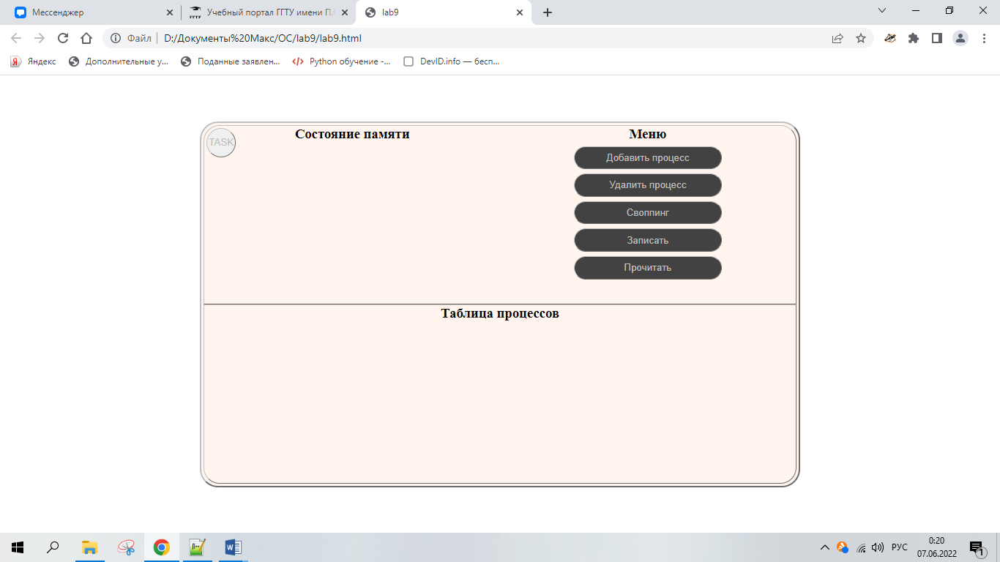 Мессенджер
Учебный портал ГГТУ имени П.
lab9
Файл
D:/Документы%20Макс/ОС/lab9/lab9.html
Яндекс
Дополнительные у...
Поданные заявлен...
Python обучение -...
DevID.info — бесп...
TASK
Состояние памяти
Меню
Добавить процесс
Удалить процесс
Своппинг
Записать
Прочитать
Таблица процессов
РУС
0:20
07.06.2022
1